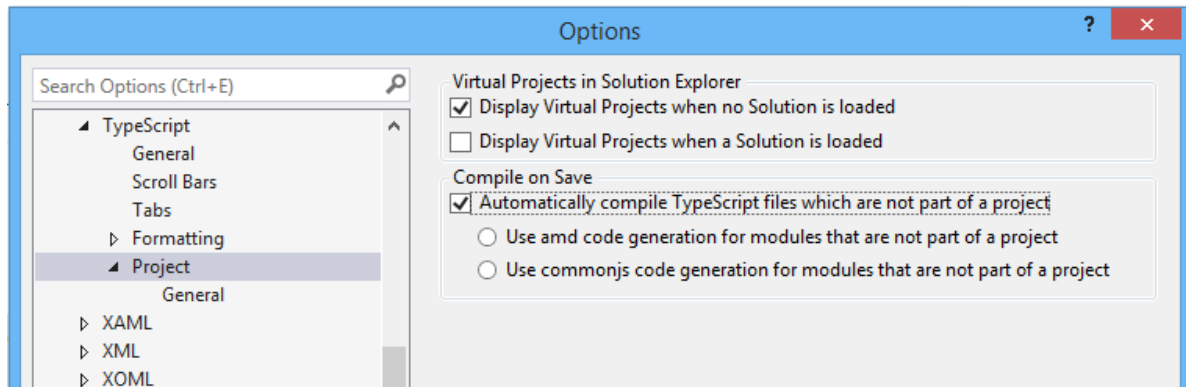 Options
?
Search Options (Ctrl+E)
TypeScript
General
Scroll Bars
Tabs
Formatting
Project
General
XAML
XML
XOML
Virtual Projects in Solution Explorer
Display Virtual Projects when no Solution is loaded
Display Virtual Projects when a Solution is loaded
Compile on Save
Automatically compile TypeScript files which are not part of a project
Use amd code generation for modules that are not part of a project
Use commonjs code generation for modules that are not part of a project